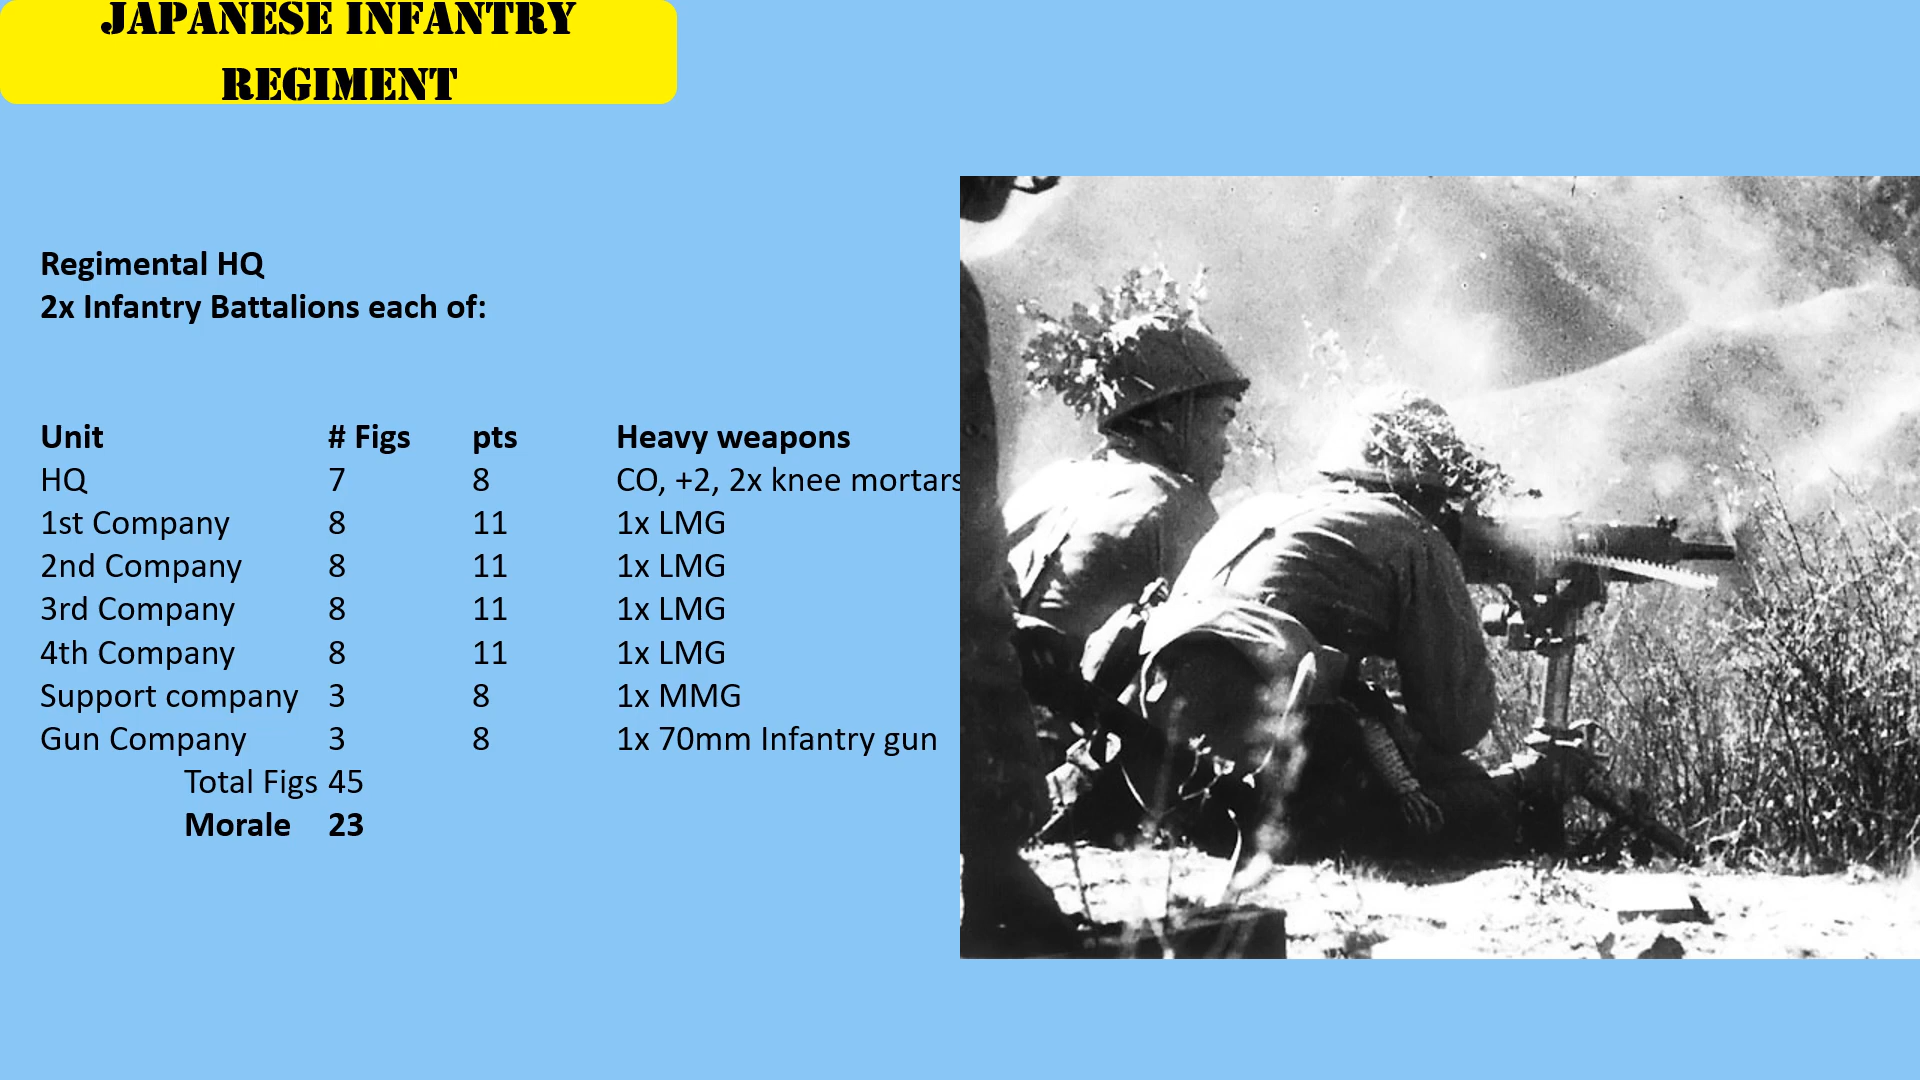 JAPANESE INFANTRY
REGIMENT
Regimental HQ
2x Infantry Battalions each of:
Unit # Figs pts Heavy weapons
HQ 7 8 CO, +2, 2x knee mortars
1st Company 8 11 1x LMG
2nd Company 8 11 1x LMG
3rd Company 8 11 1x LMG
4th Company 8 11 1x LMG
Support company 3 8 1x MMG
Gun Company 3 8 1x 70mm Infantry gun
Total Figs 45
Morale 23